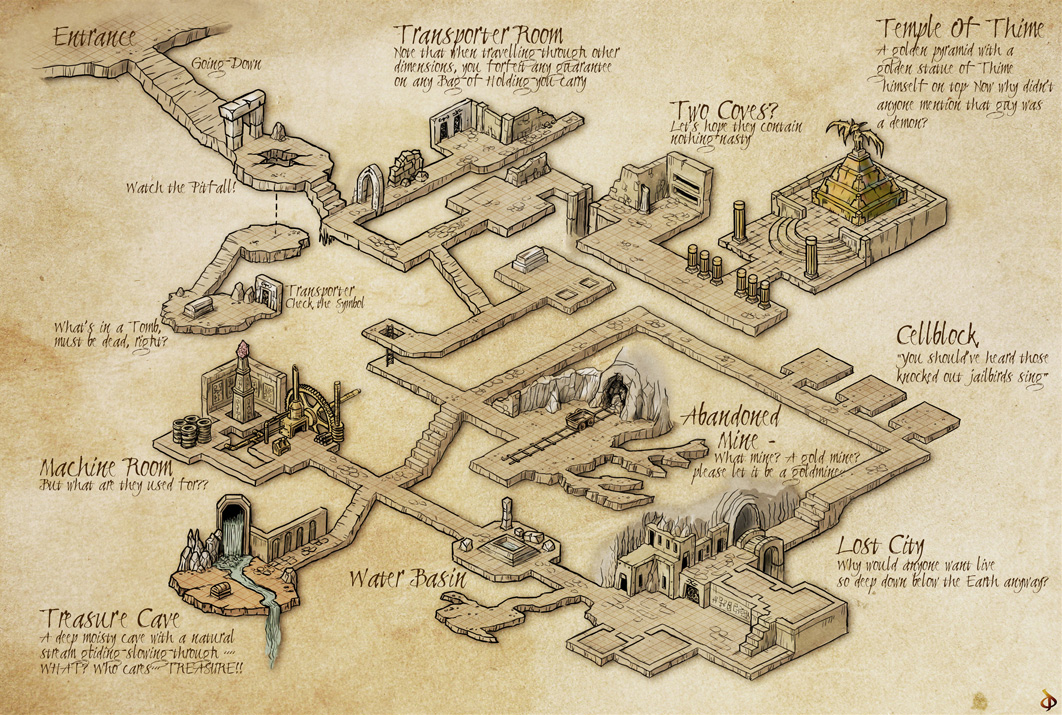 Entrance
Going Down
Transporter Room
Note that when travelling through other
dimensions, you forfeit any guarantee
on any Bag of Holding you carry
Temple Of Thime
A golden pyramid with a
golden statue of Thime
himself on top Now why didn't
anyone mention that guy was
a demon?
Two Coves?
Let's hope they contain
nothing nasty
Watch the Pitfall!
Transporter
Check, the Symbol
What's in a Tomb,
must be dead, right?
Cellblock,
"You should've heard those
knocked out jailbirds sing"
Abandoned
Mine -
What mine? A gold mine?
please let it be a goldmine
Machine Room
But what are they used for??
Lost City
Why would anyone want live
so deep down below the Earth anyway?
Water Basin
Treasure Cave
A deep moisty cave with a natural
stream gliding slowing through ....
WHAT? Who cares... TREASURE!!